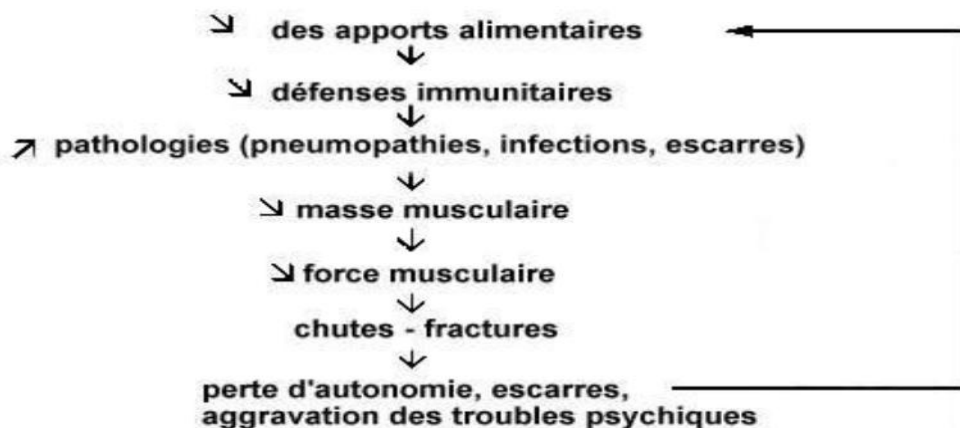 ↘ des apports alimentaires
↘ défenses immunitaires
↗ pathologies (pneumopathies, infections, escarres)
↘ masse musculaire
↘ force musculaire
chutes - fractures
perte d'autonomie, escarres,
aggravation des troubles psychiques